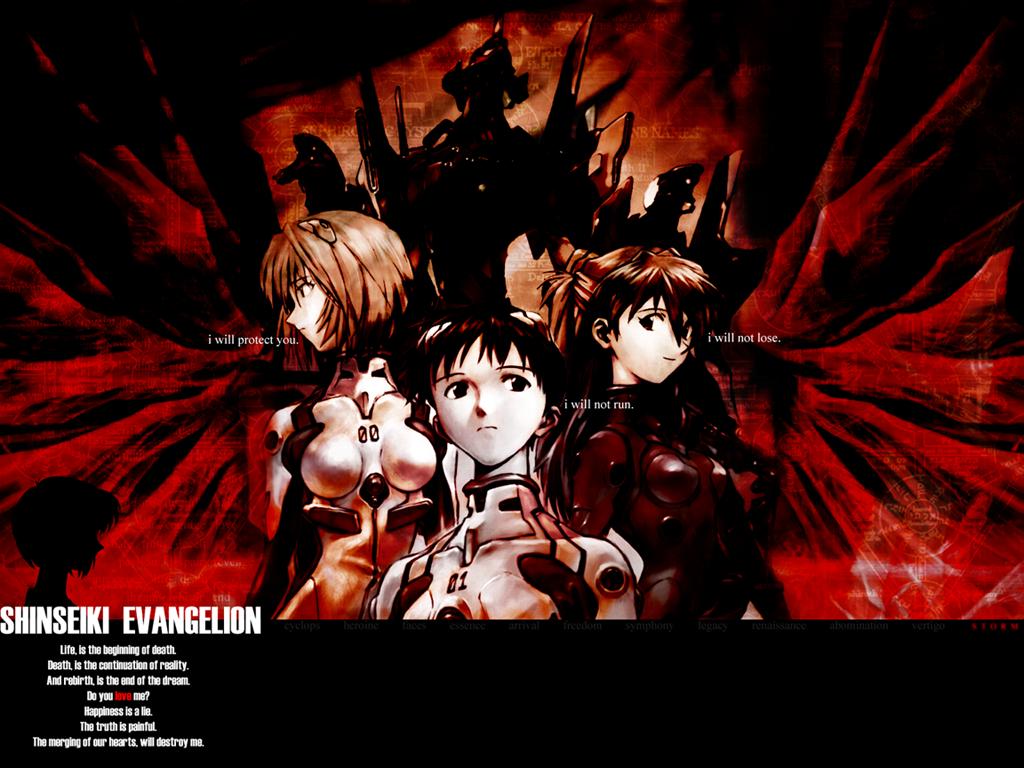 i will protect you.
i will not lose.
i will not run.
00
01
SHINSEIKI EVANGELION
cyclops heroine faces essence arrival freedom symphony legacy renaissance abomination vertigo STORM
Life, is the beginning of death.
Death, is the continuation of reality.
And rebirth, is the end of the dream.
Do you love me?
Happiness is a lie.
The truth is painful.
The merging of our hearts, will destroy me.